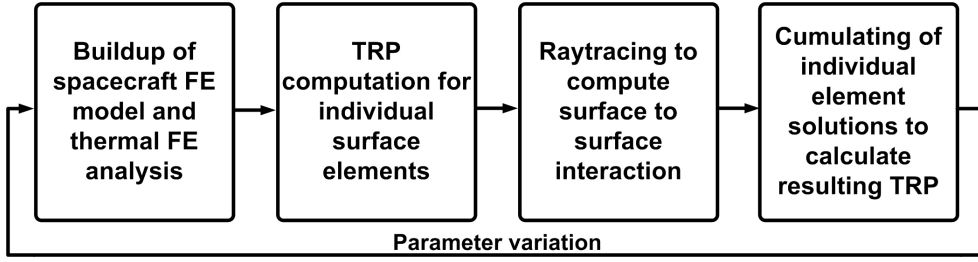 Buildup of
spacecraft FE
model and
thermal FE
analysis
TRP
computation for
individual
surface
elements
Raytracing to
compute
surface to
surface
interaction
Cumulating of
individual
element
solutions to
calculate
resulting TRP
Parameter variation